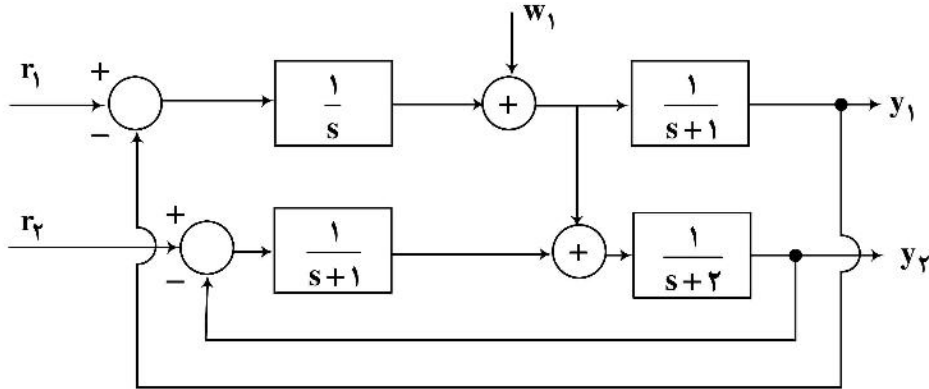 w۱
r۱ + − ۱/s + ۱/s+۱ y۱
r۲ + − ۱/s+۱ + ۱/s+۲ y۲